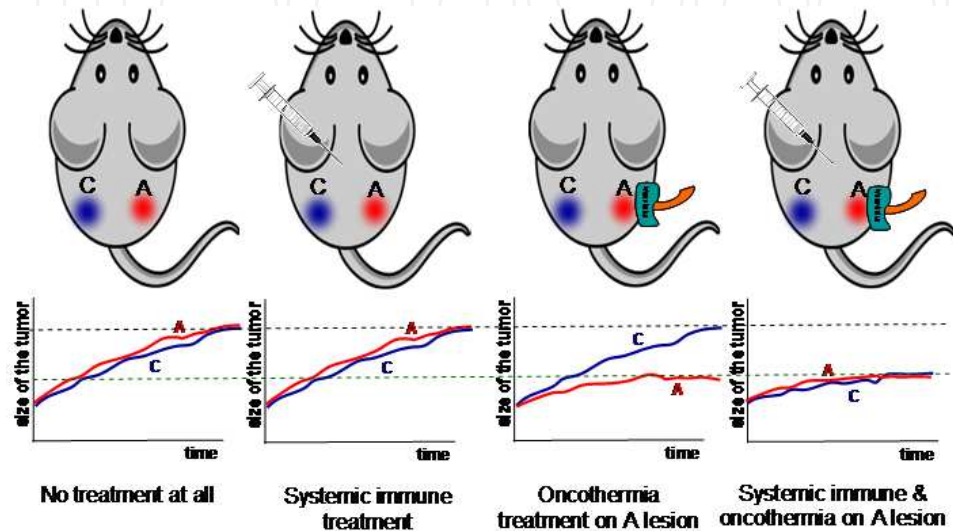 C A
C A
C A
C A
size of the tumor
A
C
time
size of the tumor
A
C
time
size of the tumor
C
A
time
size of the tumor
A
C
time
No treatment at all
Systemic immune
treatment
Oncothermia
treatment on A lesion
Systemic immune &
oncothermia on A lesion